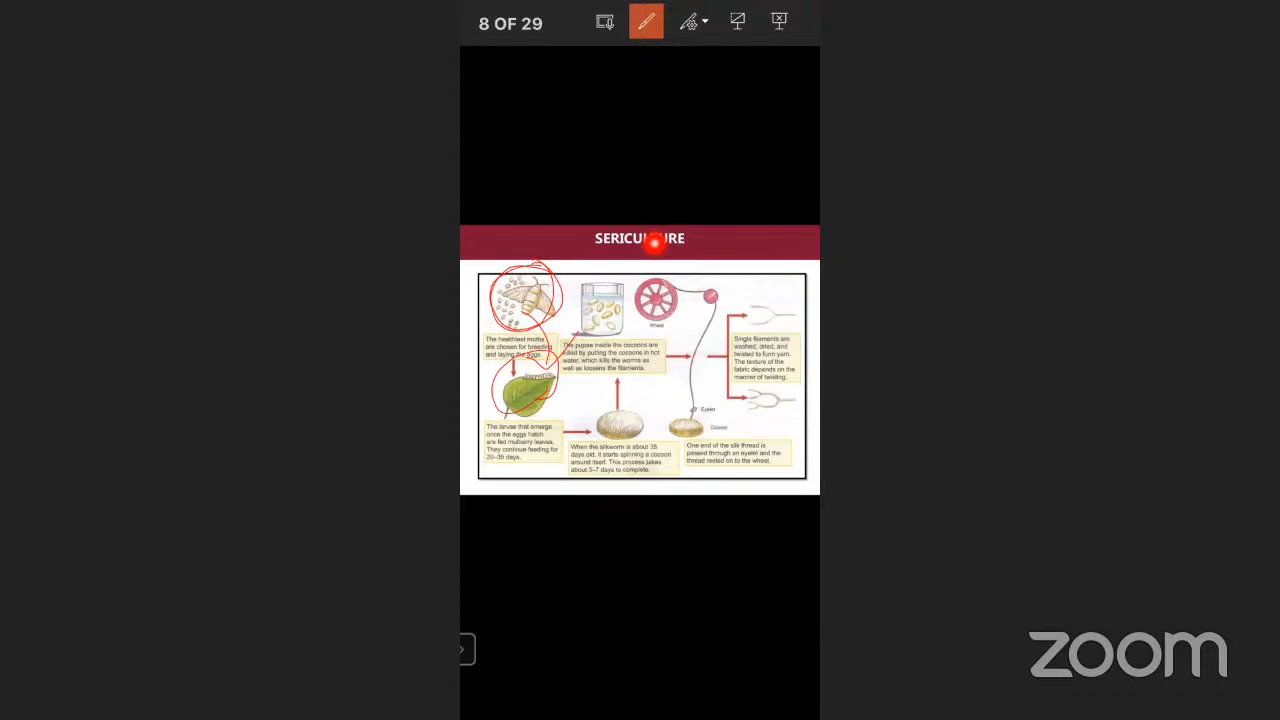 8 OF 29
SERICULTURE
Wheel
The healthiest moths
are chosen for breeding
and laying the eggs.
The pupae inside the cocoons are
killed by putting the cocoons in hot
water, which kills the worms as
well as loosens the filaments.
Single filaments are
washed, dried, and
twisted to form yarn.
The texture of the
fabric depends on the
manner of twisting.
Eyelet
Cocoon
The larvae that emerge
once the eggs hatch
are fed mulberry leaves.
They continue feeding for
20–35 days.
When the silkworm is about 35
days old, it starts spinning a cocoon
around itself. This process takes
about 3–7 days to complete.
One end of the silk thread is
passed through an eyelet and the
thread reeled on to the wheel.
zoom